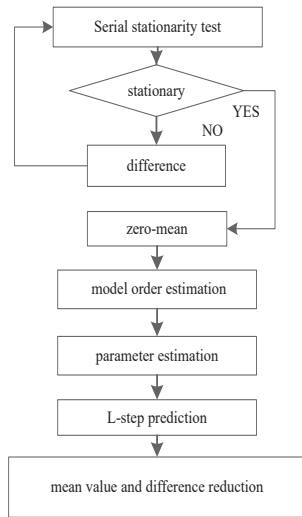 Serial stationarity test
stationary
YES
NO
difference
zero-mean
model order estimation
parameter estimation
L-step prediction
mean value and difference reduction